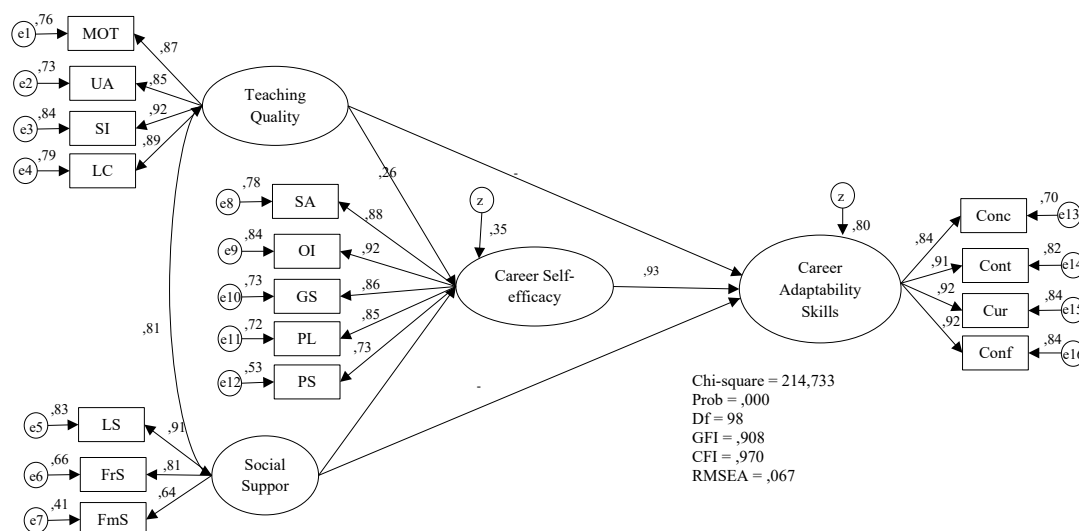 e1
,76
MOT
,87
e2
,73
UA
,85
e3
,84
SI
,92
e4
,79
LC
,89
Teaching
Quality
,26
-
e8
,78
SA
,88
e9
,84
OI
,92
e10
,73
GS
,86
e11
,72
PL
,85
e12
,53
PS
,73
z
,35
Career Self-
efficacy
,93
z
,80
Career
Adaptability
Skills
,84
Conc
,70
e13
,91
Cont
,82
e14
,92
Cur
,84
e15
,92
Conf
,84
e16
,81
e5
,83
LS
,91
e6
,66
FrS
,81
e7
,41
FmS
,64
Social
Suppor
-
Chi-square = 214,733
Prob = ,000
Df = 98
GFI = ,908
CFI = ,970
RMSEA = ,067